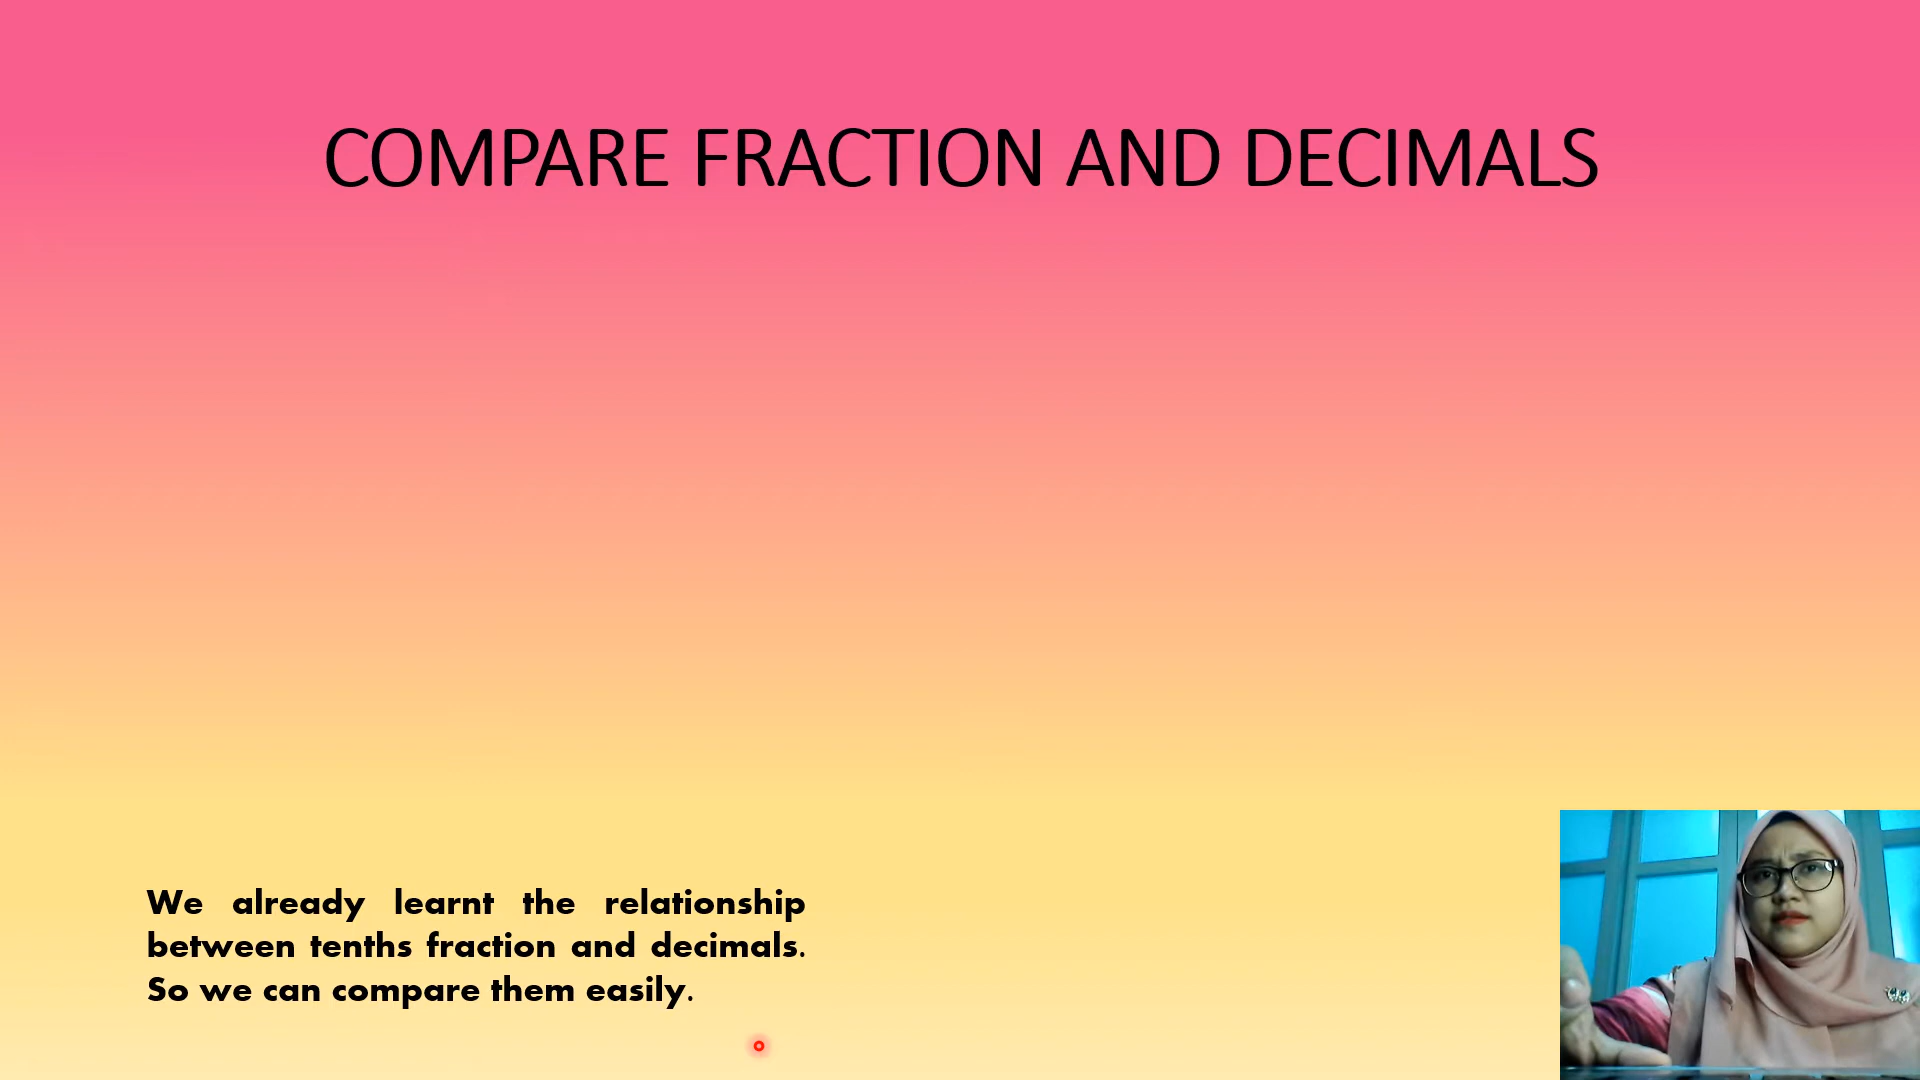 COMPARE FRACTION AND DECIMALS
We already learnt the relationship
between tenths fraction and decimals.
So we can compare them easily.